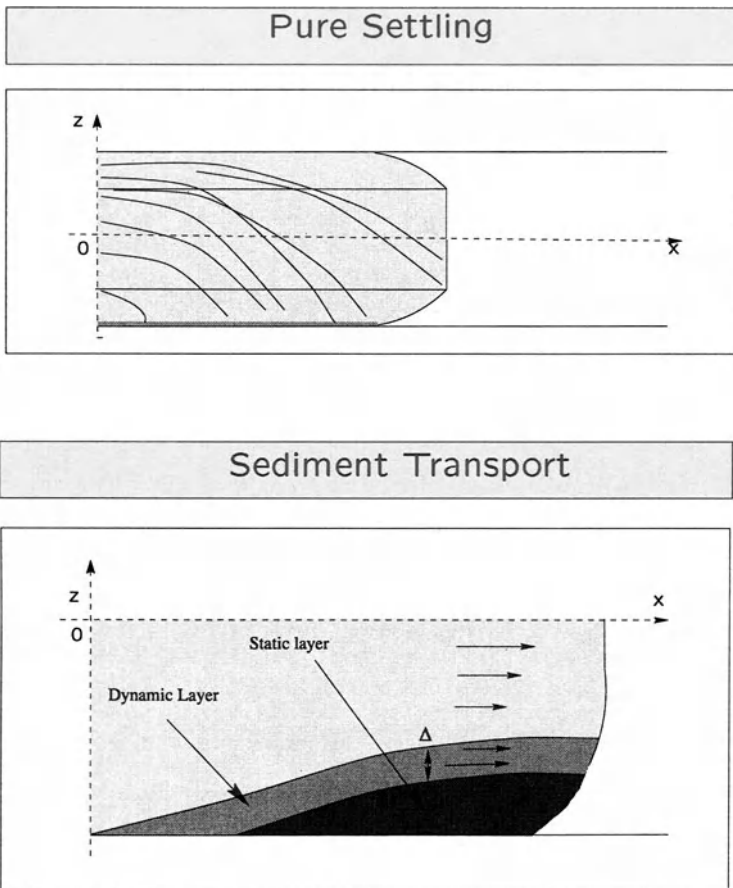 Pure Settling
z
0
x
Sediment Transport
z
0
x
Static layer
Dynamic Layer
Δ